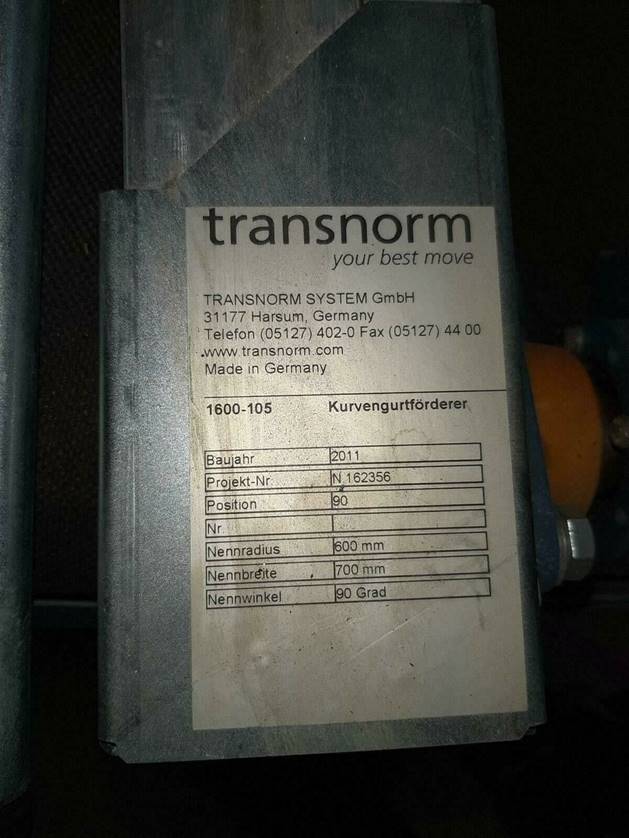 transnorm
your best move
TRANSNORM SYSTEM GmbH
31177 Harsum, Germany
Telefon (05127) 402-0 Fax (05127) 44 00
www.transnorm.com
Made in Germany
1600-105 Kurvengurtförderer
Baujahr 2011
Projekt-Nr. N 162356
Position 90
Nr.
Nennradius 600 mm
Nennbreite 700 mm
Nennwinkel 90 Grad